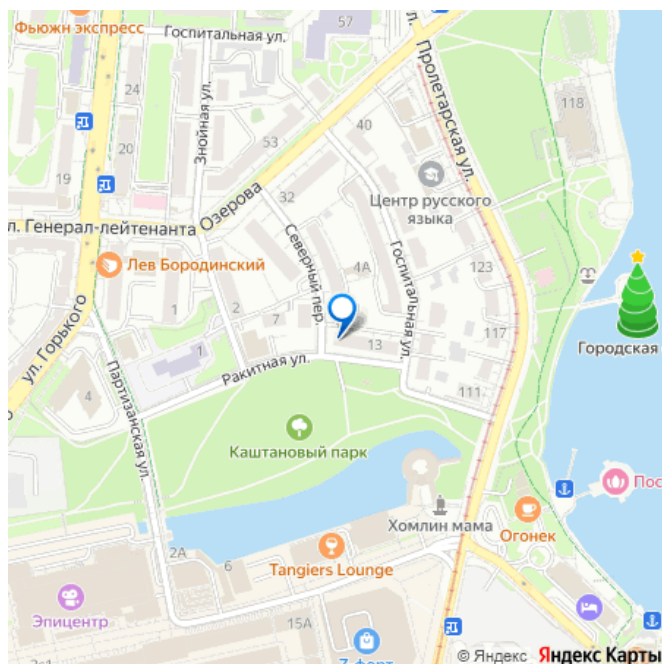 57
Фьюжн экспресс
Госпитальная ул.
Пролетарская ул.
24
118
Знойная ул.
40
53
20
Центр русского
языка
19
32
Озерова
л. Генерал-лейтенанта
Северный пер.
Госпитальная ул.
Лев Бородинский
4А
123
1
2
7
1
117
13
Городская
ул. Горького
Ракитная ул.
111
4
Партизанская ул.
Каштановый парк
Пос
Хомлин мама
Огонек
2А
6
Tangiers Lounge
Эпицентр
15А
© Яндекс Яндекс Карты